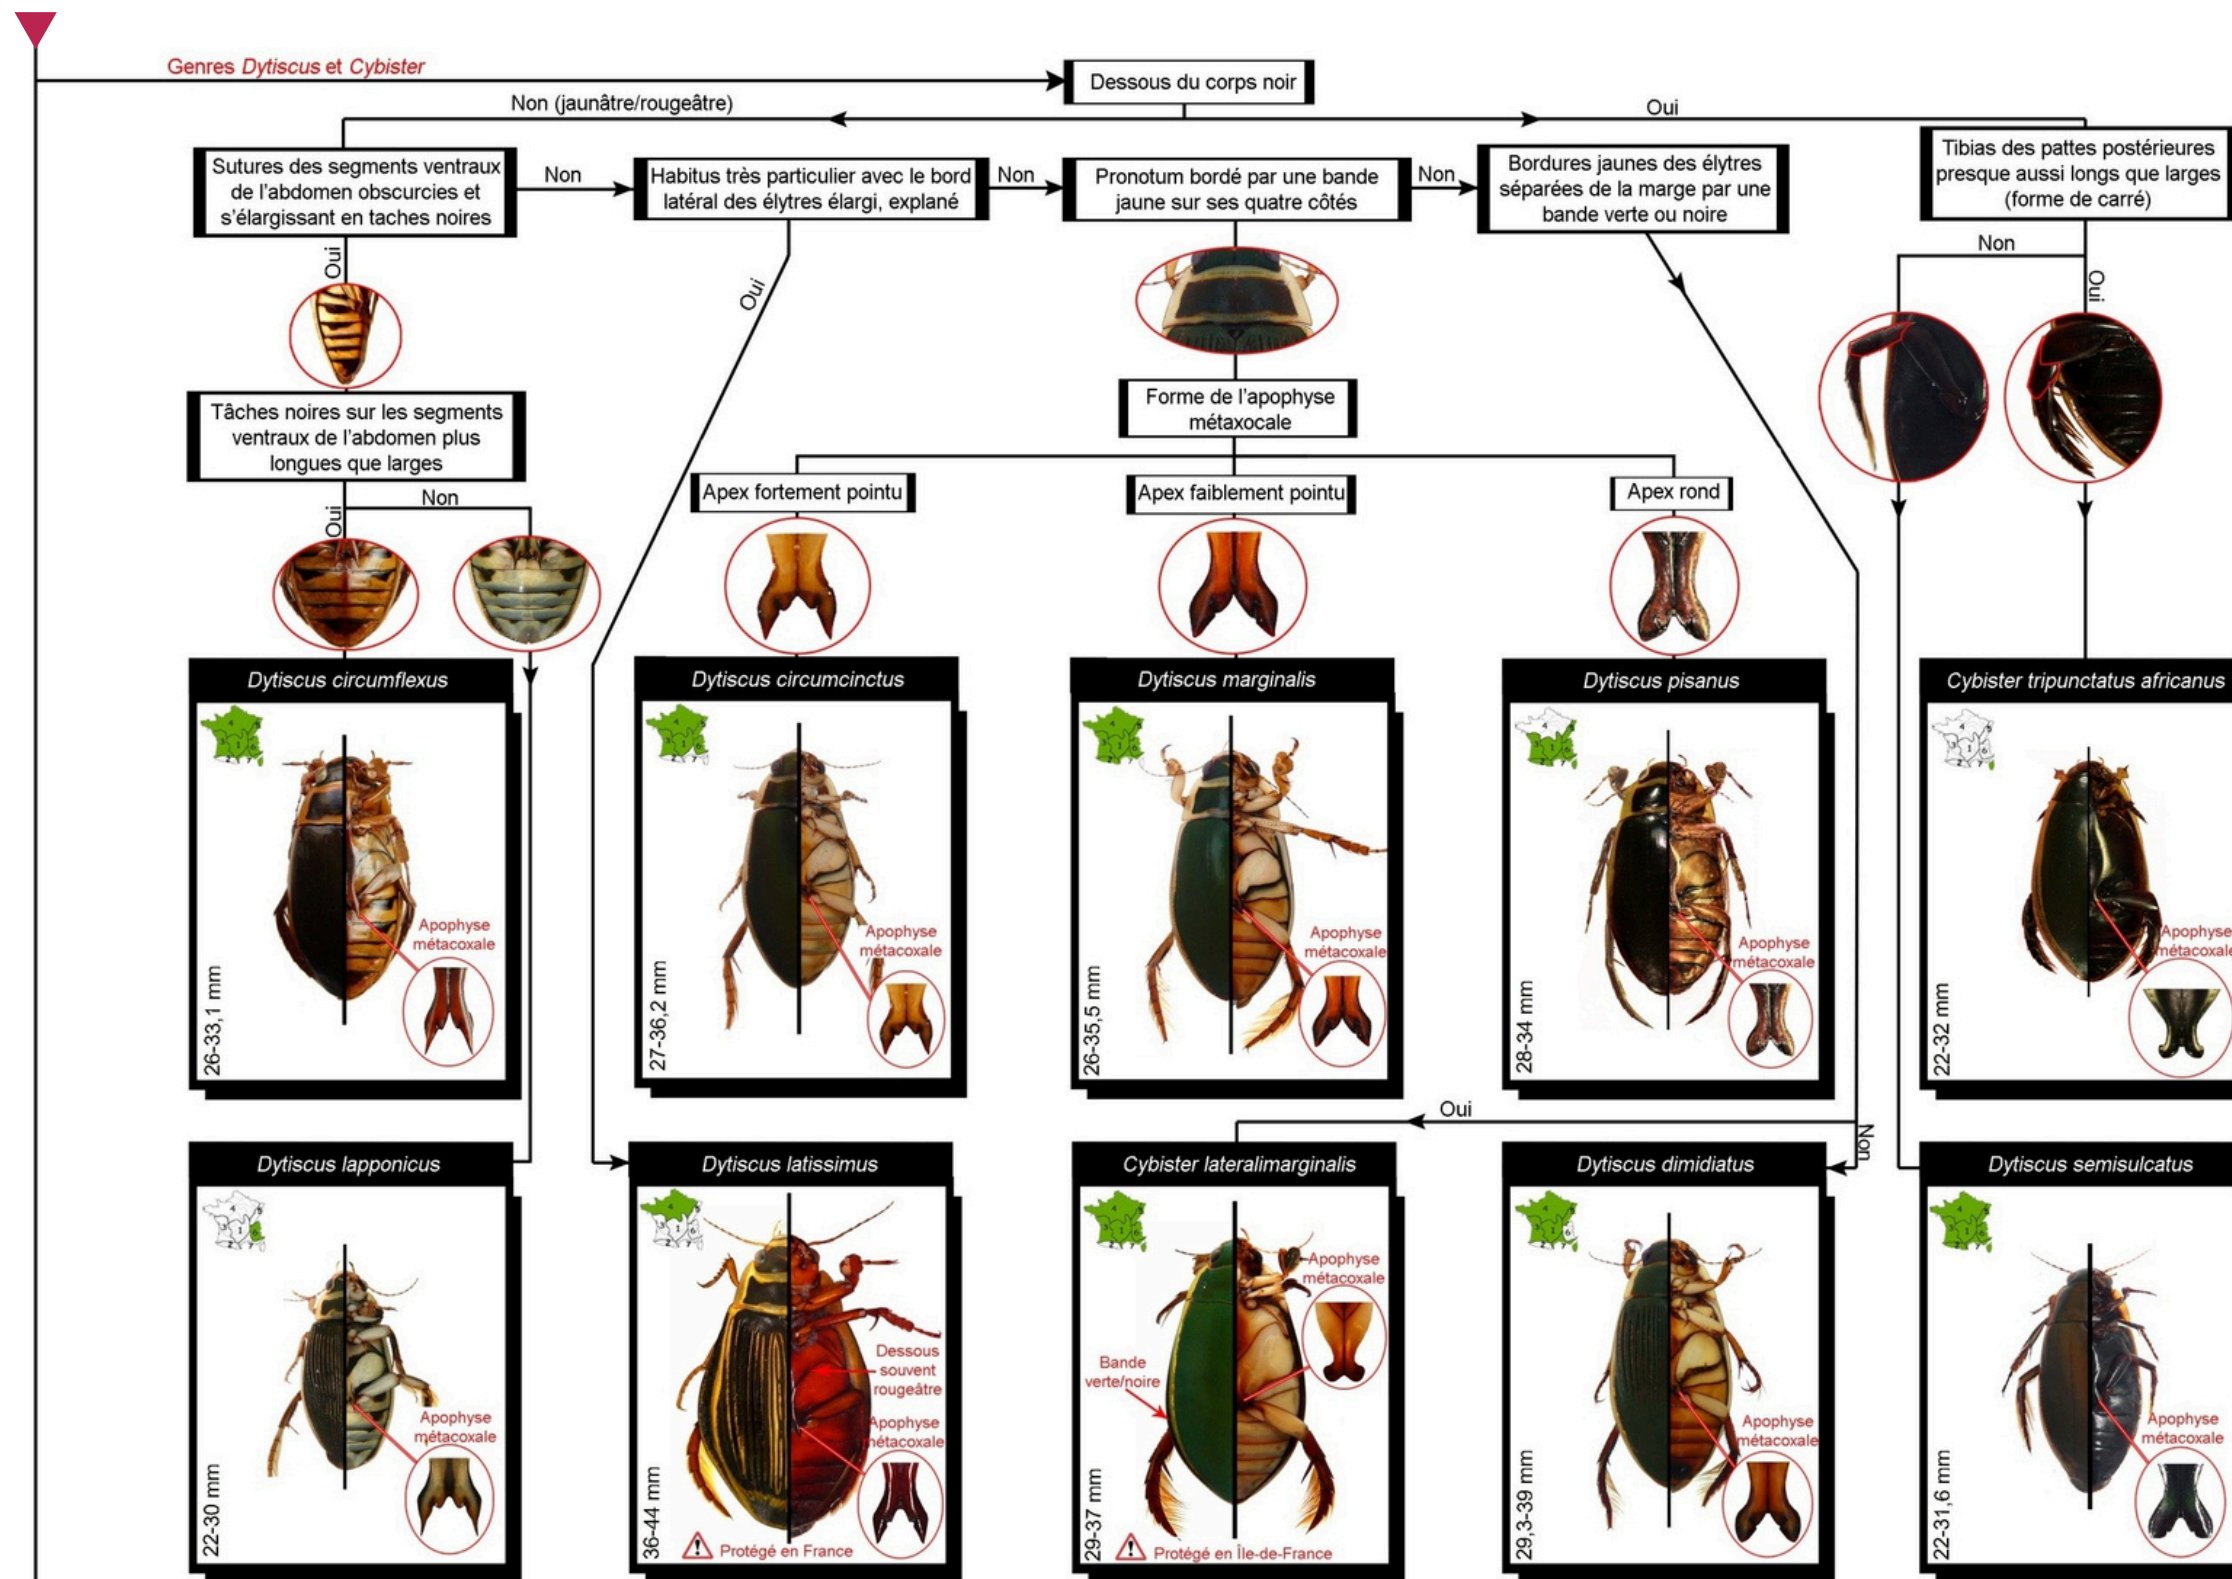 Genres Dytiscus et Cybister
Dessous du corps noir
Non (jaunâtre/rougeâtre)
Oui
Sutures des segments ventraux
de l'abdomen obscurcies et
s'élargissant en taches noires
Non
Habitus très particulier avec le bord
latéral des élytres élargi, explané
Non
Pronotum bordé par une bande
jaune sur ses quatre côtés
Non
Bordures jaunes des élytres
séparées de la marge par une
bande verte ou noire
Tibias des pattes postérieures
presque aussi longs que larges
(forme de carré)
Oui
Oui
Non
Oui
Tâches noires sur les segments
ventraux de l'abdomen plus
longues que larges
Forme de l'apophyse
métaxocale
Oui
Non
Apex fortement pointu
Apex faiblement pointu
Apex rond
Dytiscus circumflexus
Apophyse
métacoxale
26-33,1 mm
Dytiscus circumcinctus
Apophyse
métacoxale
27-36,2 mm
Dytiscus marginalis
Apophyse
métacoxale
26-35,5 mm
Dytiscus pisanus
Apophyse
métacoxale
28-34 mm
Cybister tripunctatus africanus
Apophyse
métacoxale
22-32 mm
Oui
Non
Dytiscus lapponicus
Apophyse
métacoxale
22-30 mm
Dytiscus latissimus
Dessous
souvent
rougeâtre
Apophyse
métacoxale
36-44 mm
Protégé en France
Cybister lateralimarginalis
Apophyse
métacoxale
Bande
verte/noire
29-37 mm
Protégé en Île-de-France
Dytiscus dimidiatus
Apophyse
métacoxale
29,3-39 mm
Dytiscus semisulcatus
Apophyse
métacoxale
22-31,6 mm